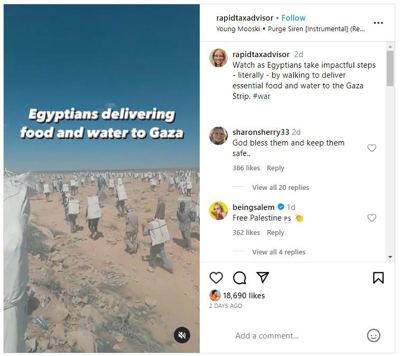 rapidtaxadvisor • Follow
Young Mooski • Purge Siren [Instrumental] (Re...
Egyptians delivering
food and water to Gaza
rapidtaxadvisor 2d
Watch as Egyptians take impactful steps
- literally - by walking to deliver
essential food and water to the Gaza
Strip. #war
sharonsherry33 2d
God bless them and keep them
safe..
386 likes Reply
View all 20 replies
beingsalem 1d
Free Palestine PS 👏
362 likes Reply
View all 4 replies
18,690 likes
2 DAYS AGO
Add a comment...